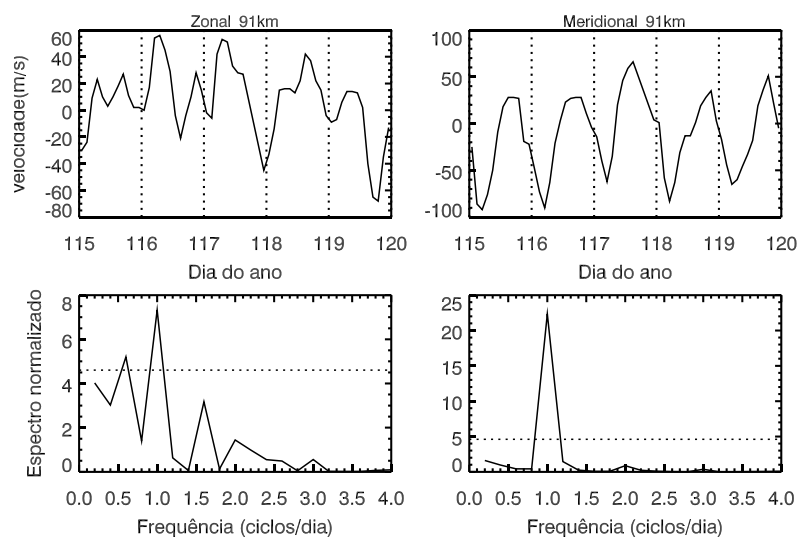 Zonal 91km
velocidade(m/s)
60
40
20
0
-20
-40
-60
-80
115 116 117 118 119 120
Dia do ano
Meridional 91km
100
50
0
-50
-100
115 116 117 118 119 120
Dia do ano
Espectro normalizado
8
6
4
2
0
0.0 0.5 1.0 1.5 2.0 2.5 3.0 3.5 4.0
Frequência (ciclos/dia)
25
20
15
10
5
0
0.0 0.5 1.0 1.5 2.0 2.5 3.0 3.5 4.0
Frequência (ciclos/dia)